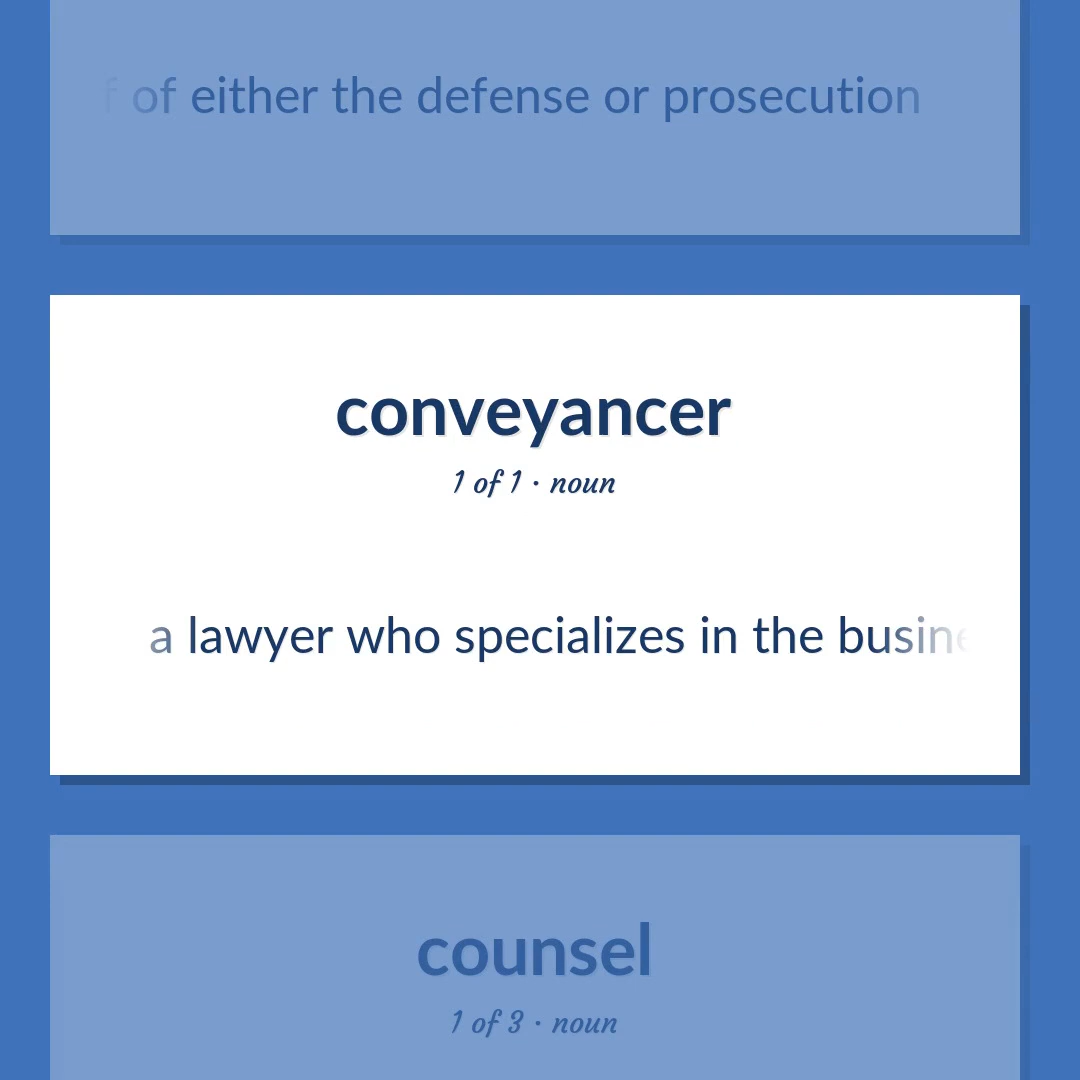 of either the defense or prosecution
conveyancer
1 of 1 · noun
a lawyer who specializes in the
counsel
1 of 3 · noun